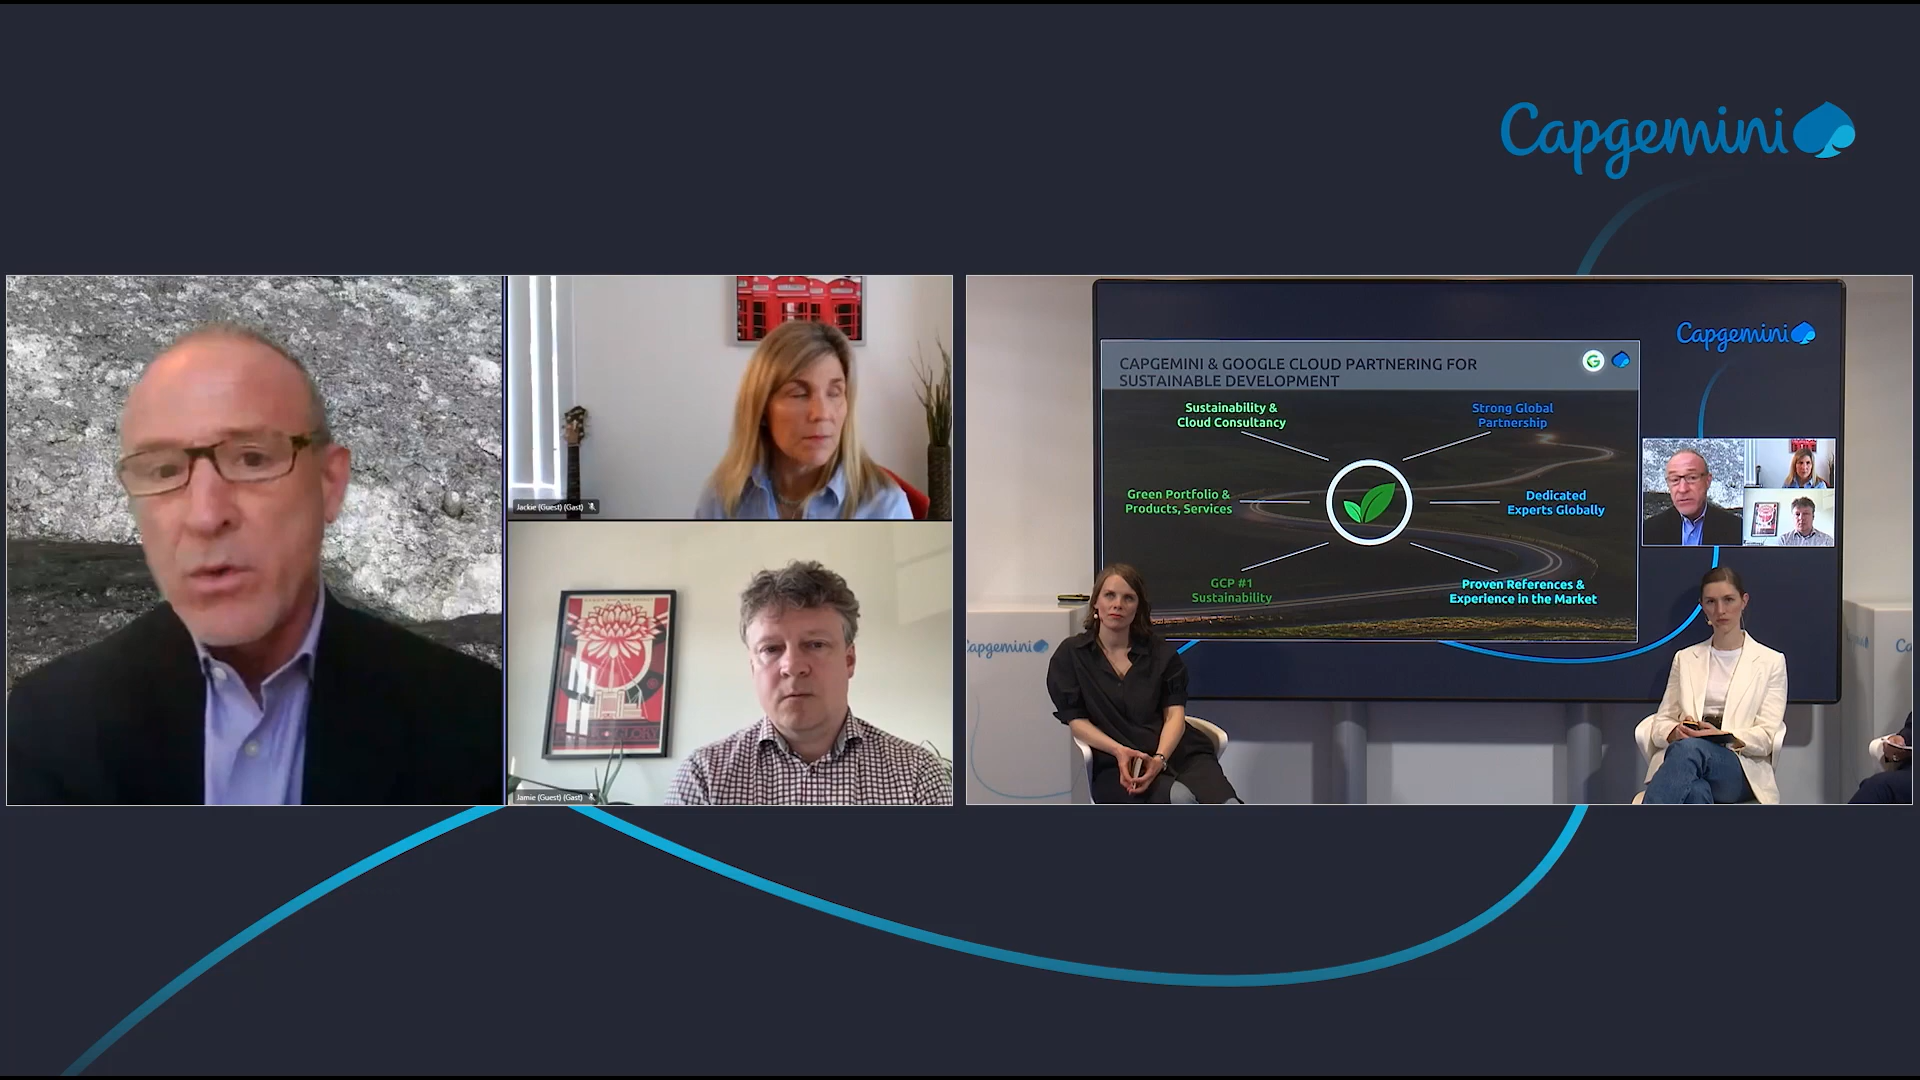 Capgemini
Jackie (Guest) (Gast)
Jamie (Guest) (Gast)
Capgemini
CAPGEMINI & GOOGLE CLOUD PARTNERING FOR
SUSTAINABLE DEVELOPMENT
G
Sustainability &
Cloud Consultancy
Strong Global
Partnership
Green Portfolio &
Products, Services
Dedicated
Experts Globally
GCP #1
Sustainability
Proven References &
Experience in the Market
Capgemini